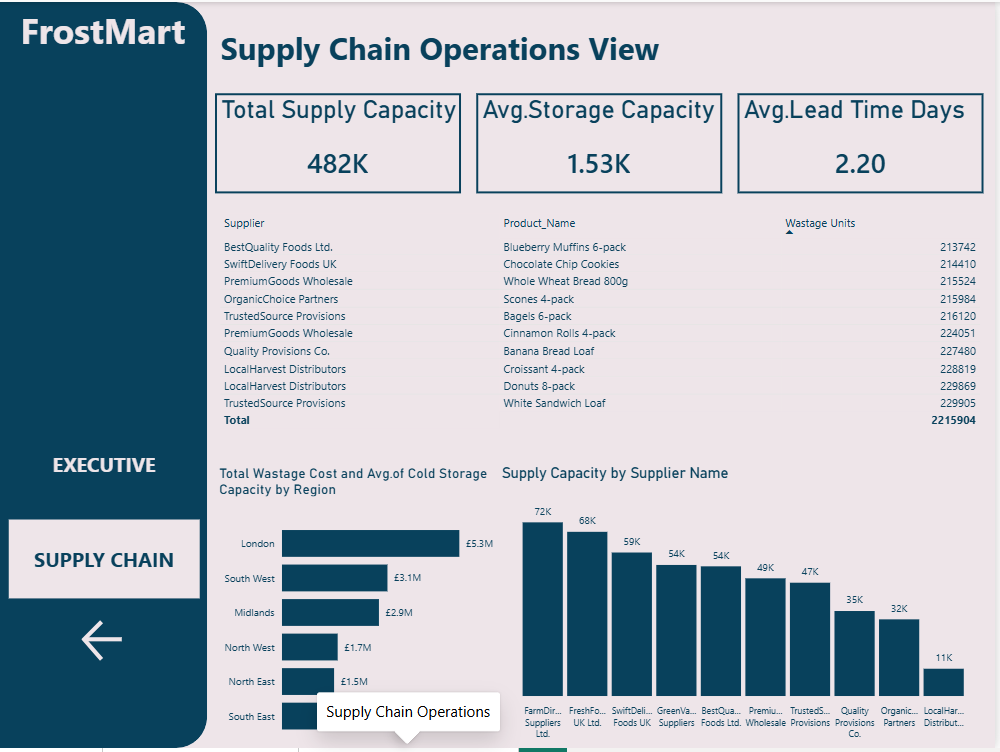 FrostMart
Supply Chain Operations View
Total Supply Capacity
482K
Avg.Storage Capacity
1.53K
Avg.Lead Time Days
2.20
Supplier Product_Name Wastage Units
BestQuality Foods Ltd. Blueberry Muffins 6-pack 213742
SwiftDelivery Foods UK Chocolate Chip Cookies 214410
PremiumGoods Wholesale Whole Wheat Bread 800g 215524
OrganicChoice Partners Scones 4-pack 215984
TrustedSource Provisions Bagels 6-pack 216120
PremiumGoods Wholesale Cinnamon Rolls 4-pack 224051
Quality Provisions Co. Banana Bread Loaf 227480
LocalHarvest Distributors Croissant 4-pack 228819
LocalHarvest Distributors Donuts 8-pack 229869
TrustedSource Provisions White Sandwich Loaf 229905
Total 2215904
EXECUTIVE
SUPPLY CHAIN
Total Wastage Cost and Avg.of Cold Storage
Capacity by Region
London £5.3M
South West £3.1M
Midlands £2.9M
North West £1.7M
North East £1.5M
South East
Supply Chain Operations
Supply Capacity by Supplier Name
72K 68K 59K 54K 54K 49K 47K 35K 32K 11K
FarmDir... FreshFo... SwiftDeli... GreenVa... BestQua... Premiu... TrustedS... Quality Organic... LocalHar...
Suppliers UK Ltd. Foods UK Suppliers Foods Ltd. Wholesale Provisions Provisions Partners Distribut...
Ltd. Co.